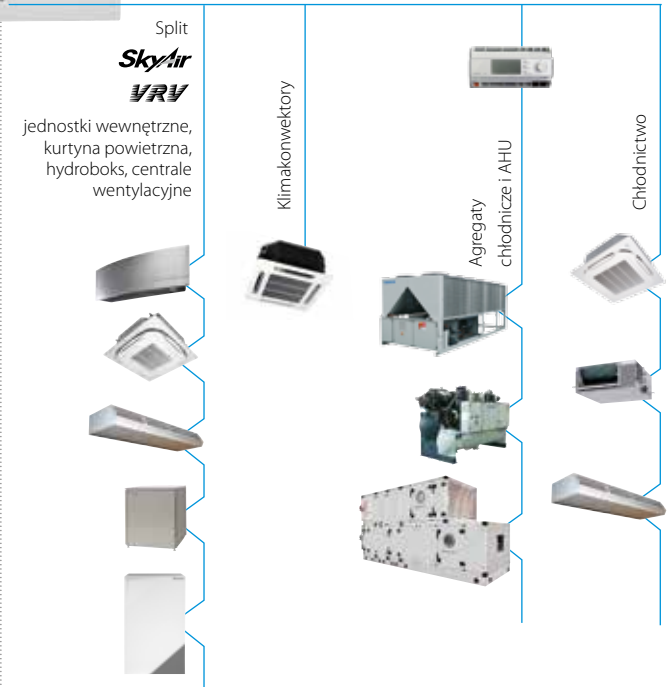 Split
SkyAir
VRV
jednostki wewnętrzne,
kurtyna powietrzna,
hydroboks, centrale
wentylacyjne
Klimakonwektory
Agregaty
chłodnicze i AHU
Chłodnictwo